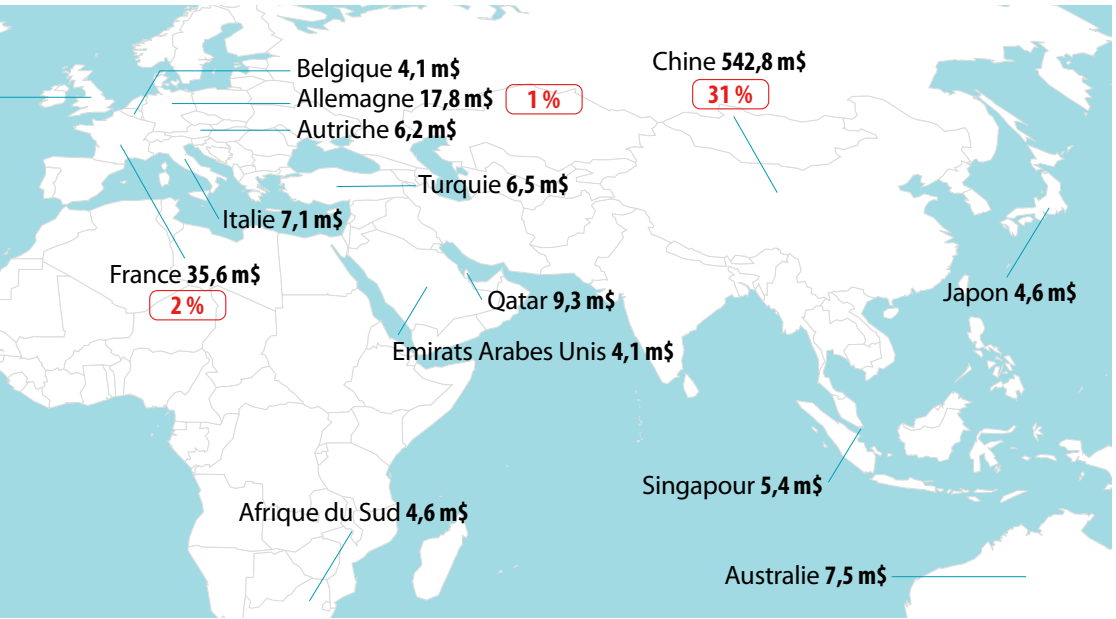 Belgique 4,1 m$
Allemagne 17,8 m$ 1 %
Autriche 6,2 m$
Chine 542,8 m$
31 %
Turquie 6,5 m$
Italie 7,1 m$
France 35,6 m$
2 %
Qatar 9,3 m$
Emirats Arabes Unis 4,1 m$
Japon 4,6 m$
Singapour 5,4 m$
Afrique du Sud 4,6 m$
Australie 7,5 m$